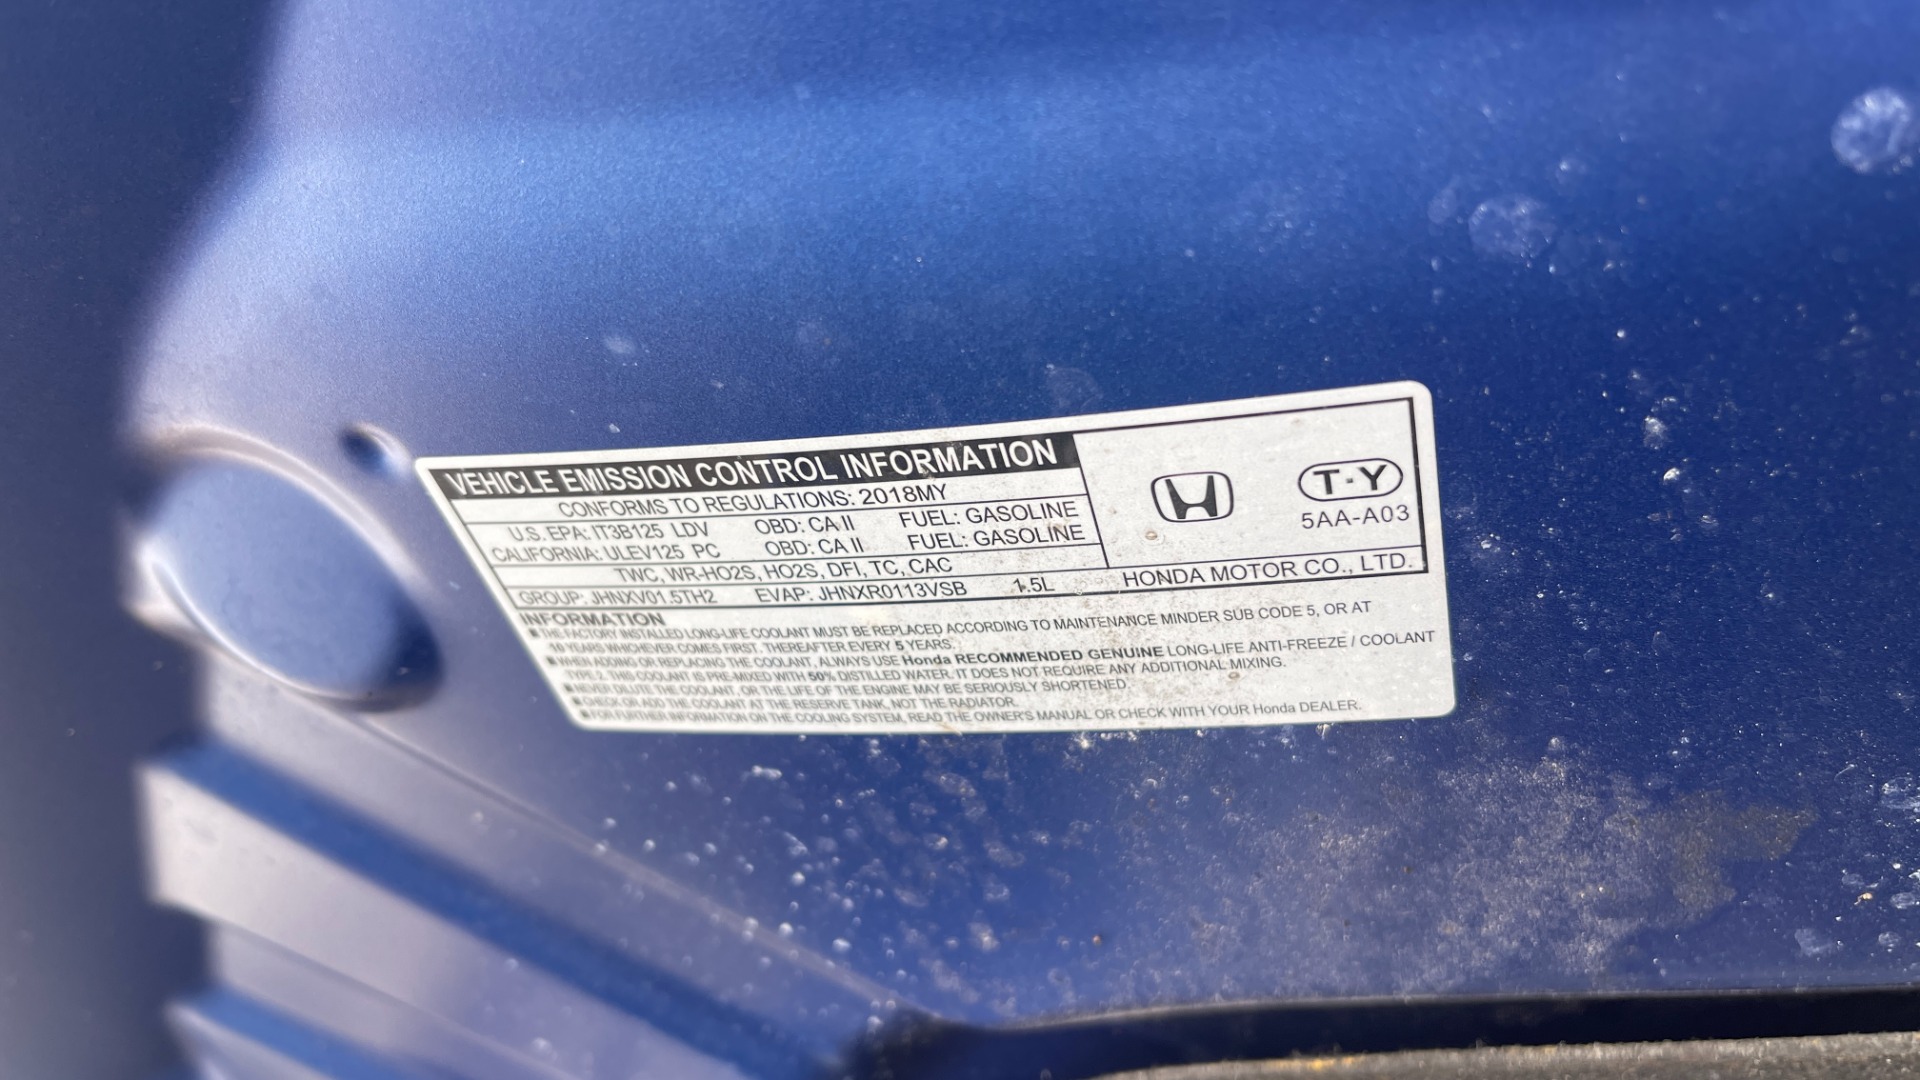 VEHICLE EMISSION CONTROL INFORMATION
CONFORMS TO REGULATIONS: 2018MY
U.S. EPA: IT3B125 LDV OBD: CA II FUEL: GASOLINE
CALIFORNIA: ULEV125 PC OBD: CA II FUEL: GASOLINE
TWC, WR-HO2S, HO2S, DFI, TC, CAC
GROUP: JHNXV01.5TH2 EVAP: JHNXR0113VSB 1.5L
T-Y
5AA-A03
HONDA MOTOR CO., LTD.
INFORMATION
■ THE FACTORY INSTALLED LONG-LIFE COOLANT MUST BE REPLACED ACCORDING TO MAINTENANCE MINDER SUB CODE 5, OR AT
10 YEARS WHICHEVER COMES FIRST. THEREAFTER EVERY 5 YEARS.
■ WHEN ADDING OR REPLACING THE COOLANT, ALWAYS USE Honda RECOMMENDED GENUINE LONG-LIFE ANTI-FREEZE / COOLANT
TYPE 2. THIS COOLANT IS PRE-MIXED WITH 50% DISTILLED WATER. IT DOES NOT REQUIRE ANY ADDITIONAL MIXING.
■ NEVER DILUTE THE COOLANT, OR THE LIFE OF THE ENGINE MAY BE SERIOUSLY SHORTENED.
■ CHECK OR ADD THE COOLANT AT THE RESERVE TANK, NOT THE RADIATOR.
■ FOR FURTHER INFORMATION ON THE COOLING SYSTEM, READ THE OWNER'S MANUAL OR CHECK WITH YOUR Honda DEALER.